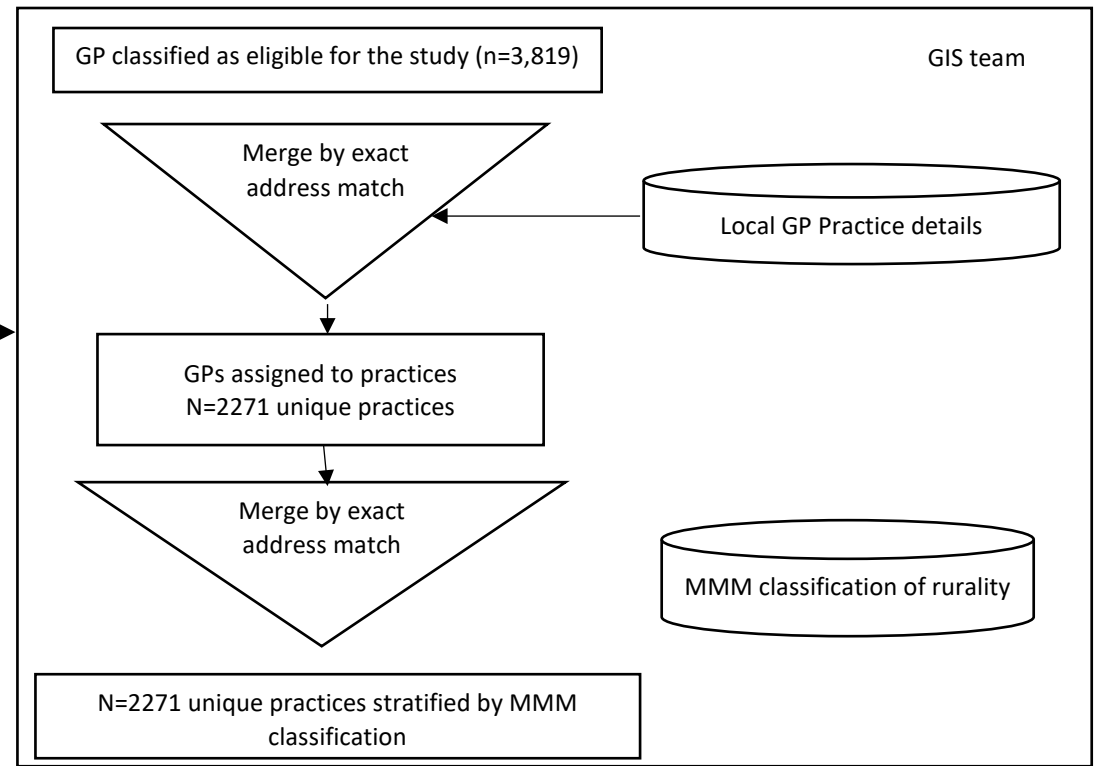 GP classified as eligible for the study (n=3,819)
GIS team
Merge by exact
address match
Local GP Practice details
GPs assigned to practices
N=2271 unique practices
Merge by exact
address match
MMM classification of rurality
N=2271 unique practices stratified by MMM
classification